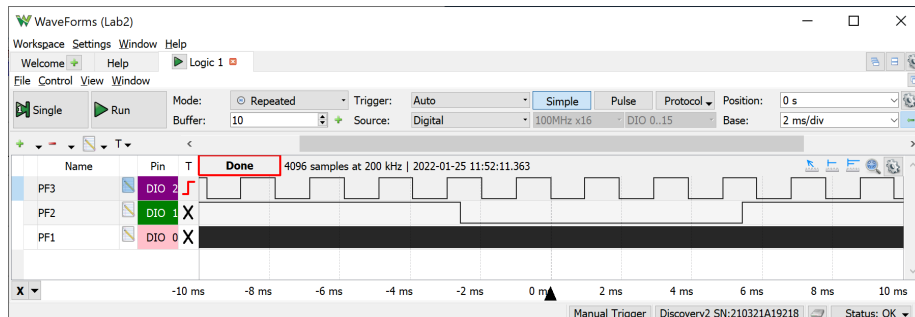 WaveForms (Lab2)
Workspace Settings Window Help
Welcome Help Logic 1
File Control View Window
Single Run Mode: Repeated Trigger: Auto Simple Pulse Protocol Position: 0 s
Buffer: 10 Source: Digital 100MHz x16 DIO 0..15 Base: 2 ms/div
T
Name Pin T Done 4096 samples at 200 kHz | 2022-01-25 11:52:11.363
PF3 DIO 2
PF2 DIO 1 X
PF1 DIO 0 X
X -10 ms -8 ms -6 ms -4 ms -2 ms 0 ms 2 ms 4 ms 6 ms 8 ms 10 ms
Manual Trigger Discovery2 SN:210321A19218 Status: OK